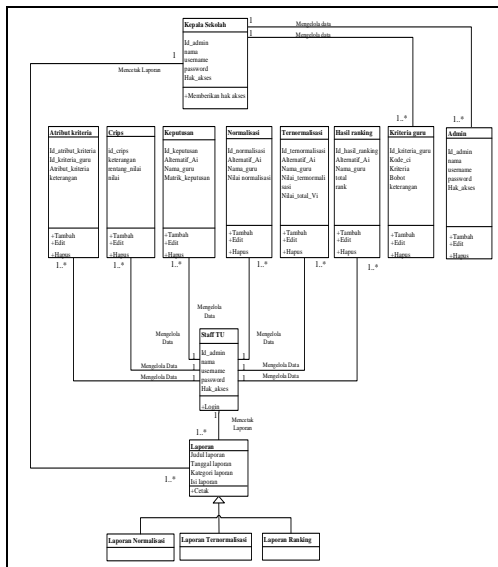 Kepala Sekolah
Id_admin
nama
username
password
Hak_akses
+Memberikan hak akses
1
1
1
Mengelola data
Mengelola data
Mencetak Laporan
1..*
1..*
Atribut kriteria
Id_atribut_kriteria
Id_kriteria_guru
Atribut_kriteria
keterangan
+Tambah
+Edit
+Hapus
1..*
Crips
id_crips
keterangan
rentang_nilai
nilai
+Tambah
+Edit
+Hapus
1..*
Keputusan
Id_keputusan
Alternatif_Ai
Nama_guru
Matrik_keputusan
+Tambah
+Edit
+Hapus
1..*
Normalisasi
Id_normalisasi
Alternatif_Ai
Nama_guru
Nilai normalisasi
+Tambah
+Edit
+Hapus
1..*
Ternormalisasi
Id_ternormalisasi
Alternatif_Ai
Nama_guru
Nilai_termormali
sasi
Nilai_total_Vi
+Tambah
+Edit
+Hapus
1..*
Hasil ranking
Id_hasil_ranking
Alternatif_Ai
Nama_guru
total
rank
+Tambah
+Edit
+Hapus
1..*
Kriteria guru
Id_kriteria_guru
Kode_ci
Kriteria
Bobot
keterangan
+Tambah
+Edit
+Hapus
Admin
Id_admin
nama
username
password
Hak_akses
+Tambah
+Edit
+Hapus
Mengelola
Data
Mengelola
Data
Mengelola Data
Mengelola Data
Mengelola Data
Mengelola Data
1
1
1
1
1
1
Staff TU
Id_admin
nama
username
password
Hak_akses
+Login
1
Mencetak
Laporan
1..*
1..*
Laporan
Judul laporan
Tanggal laporan
Kategori laporan
Isi laporan
+Cetak
Laporan Normalisasi
Laporan Ternormalisasi
Laporan Ranking